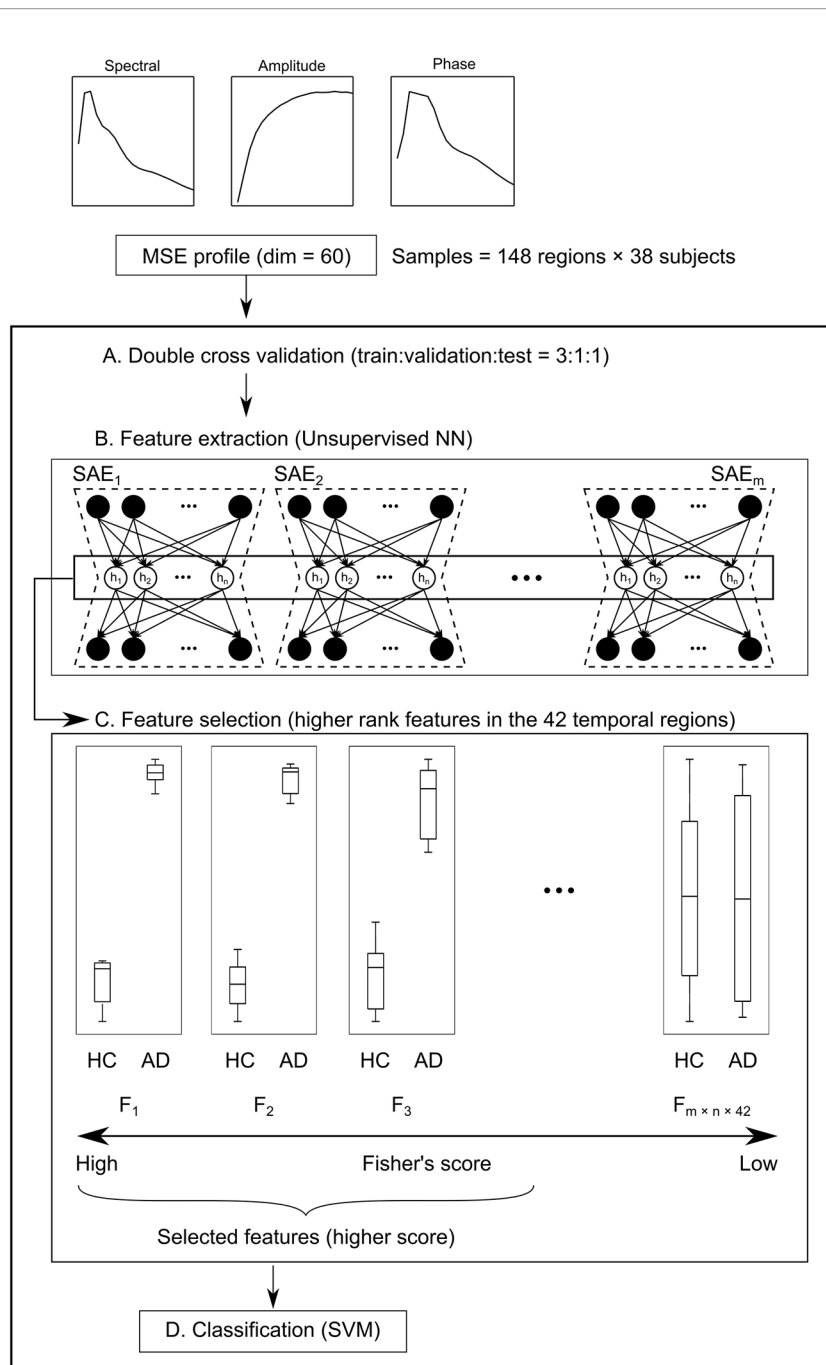 Spectral Amplitude Phase
MSE profile (dim = 60) Samples = 148 regions × 38 subjects
A. Double cross validation (train:validation:test = 3:1:1)
B. Feature extraction (Unsupervised NN)
SAE1 SAE2 SAEm
... ... ...
h1 h2 ... hn h1 h2 ... hn ... h1 h2 ... hn
... ... ...
C. Feature selection (higher rank features in the 42 temporal regions)
...
HC AD HC AD HC AD HC AD
F1 F2 F3 Fm × n × 42
High Fisher's score Low
Selected features (higher score)
D. Classification (SVM)